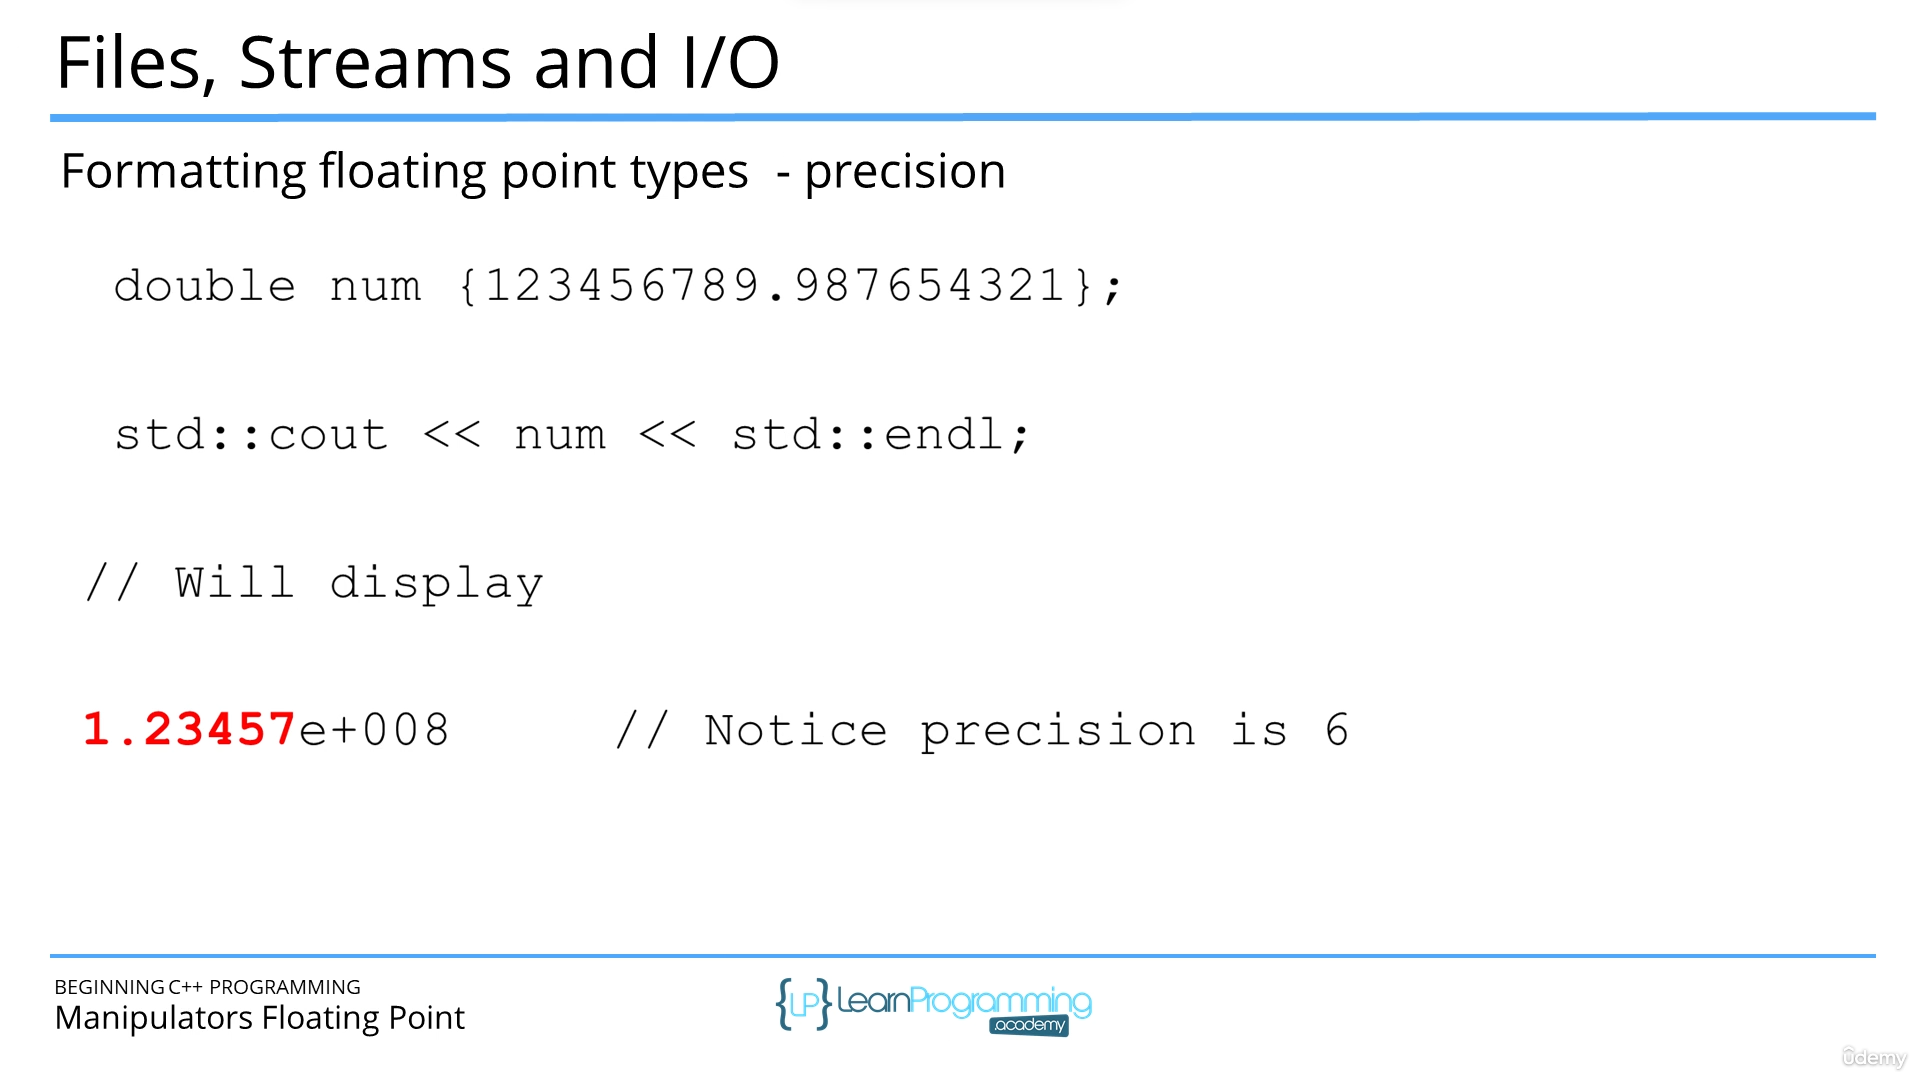 Files, Streams and I/O
Formatting floating point types - precision
double num {123456789.987654321};
std::cout << num << std::endl;
// Will display
1.23457e+008 // Notice precision is 6
BEGINNING C++ PROGRAMMING
Manipulators Floating Point
{LP} LearnProgramming
.academy
ûdemy